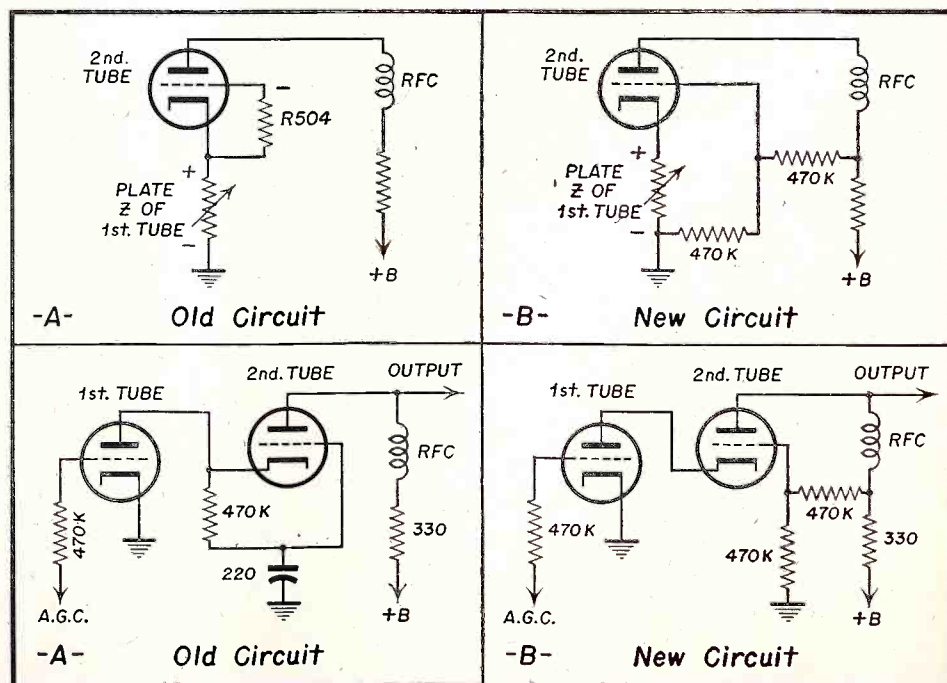 2nd.
TUBE
RFC
-
R504
+
PLATE
Z OF
1st. TUBE
-
+B
-A- Old Circuit
2nd.
TUBE
RFC
+
PLATE
Z OF
1st. TUBE
-
470K
470K
+B
-B- New Circuit
1st. TUBE
2nd. TUBE
OUTPUT
RFC
470K
470K
330
220
A.G.C.
+B
-A- Old Circuit
1st. TUBE
2nd. TUBE
OUTPUT
RFC
470K
470K
470K
330
A.G.C.
+B
-B- New Circuit